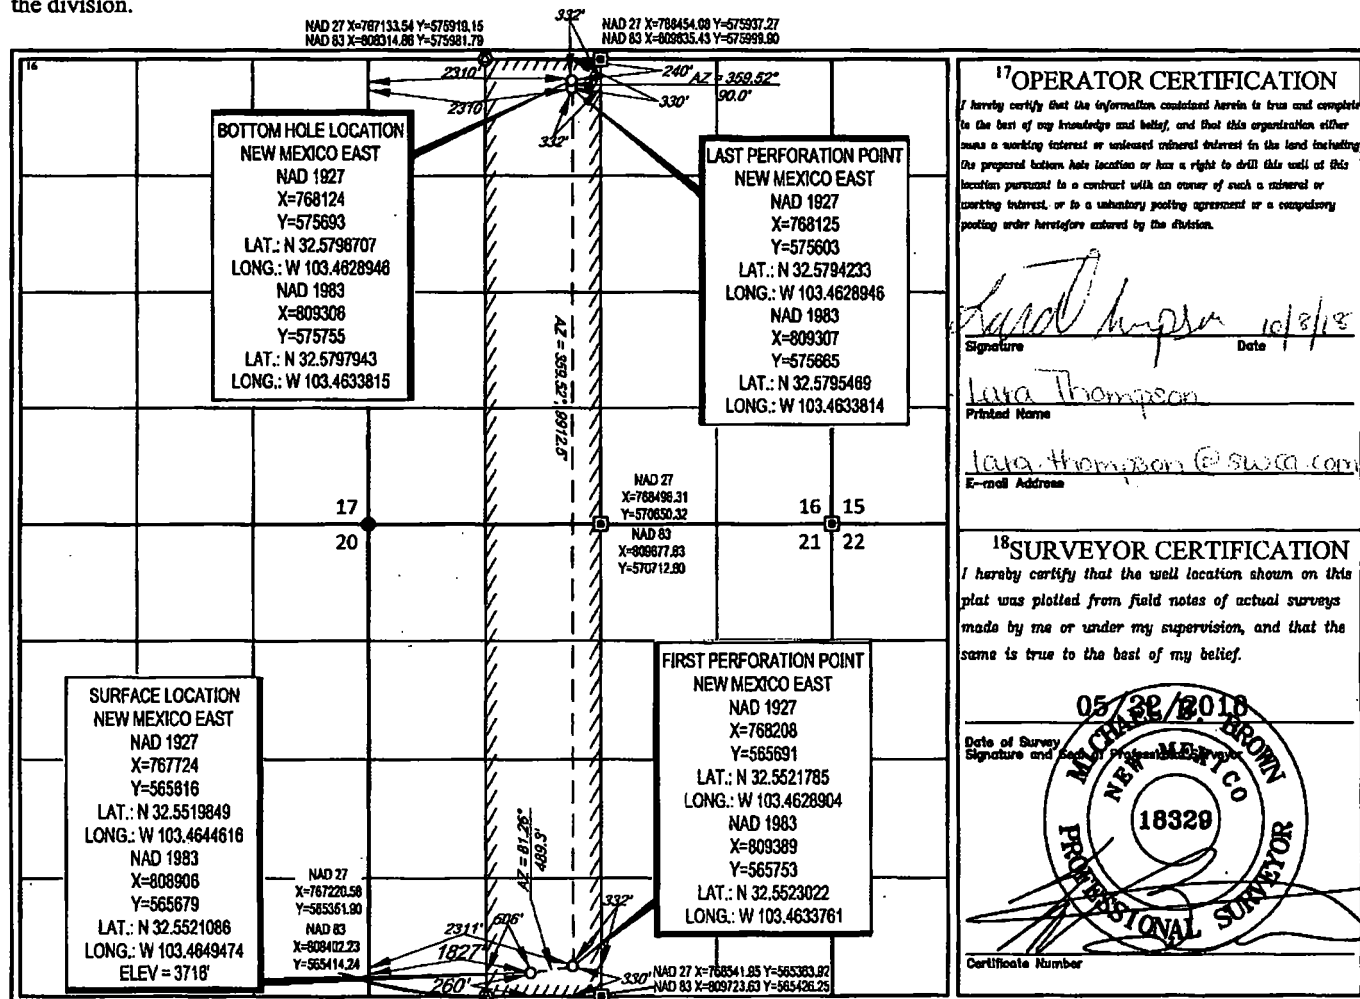 the division.
NAD 27 X=767133.54 Y=575919.15
NAD 83 X=808314.86 Y=575981.79
332'
NAD 27 X=788454.08 Y=575937.27
NAD 83 X=809635.43 Y=575999.90
16
2310'
240'
AZ = 359.52°
90.0'
2310'
330'
332'
BOTTOM HOLE LOCATION
NEW MEXICO EAST
NAD 1927
X=768124
Y=575693
LAT.: N 32.5798707
LONG.: W 103.4628946
NAD 1983
X=809306
Y=575755
LAT.: N 32.5797943
LONG.: W 103.4633815
LAST PERFORATION POINT
NEW MEXICO EAST
NAD 1927
X=768125
Y=575603
LAT.: N 32.5794233
LONG.: W 103.4628946
NAD 1983
X=809307
Y=575665
LAT.: N 32.5795469
LONG.: W 103.4633814
AZ = 359.52°, 9912.5'
NAD 27
X=768498.31
Y=570650.32
NAD 83
X=809677.83
Y=570712.90
17
20
16 15
21 22
SURFACE LOCATION
NEW MEXICO EAST
NAD 1927
X=767724
Y=565616
LAT.: N 32.5519849
LONG.: W 103.4644616
NAD 1983
X=808906
Y=565679
LAT.: N 32.5521086
LONG.: W 103.4649474
ELEV = 3718'
FIRST PERFORATION POINT
NEW MEXICO EAST
NAD 1927
X=768208
Y=565691
LAT.: N 32.5521785
LONG.: W 103.4628904
NAD 1983
X=809389
Y=565753
LAT.: N 32.5523022
LONG.: W 103.4633761
NAD 27
X=767220.58
Y=565351.90
NAD 83
X=808402.23
Y=565414.24
AZ = 81.26°
489.3'
2311'
606'
332'
1827'
260'
330'
NAD 27 X=768541.95 Y=565363.92
NAD 83 X=809723.63 Y=565426.25
17 OPERATOR CERTIFICATION
I hereby certify that the information contained herein is true and complete
to the best of my knowledge and belief, and that this organization either
owns a working interest or unleased mineral interest in the land including
the proposed bottom hole location or has a right to drill this well at this
location pursuant to a contract with an owner of such a mineral or
working interest, or to a voluntary pooling agreement or a compulsory
pooling order heretofore entered by the division.
10/8/18
Signature Date
Lara Thompson
Printed Name
lara.thompson@swca.com
E-mail Address
18 SURVEYOR CERTIFICATION
I hereby certify that the well location shown on this
plat was plotted from field notes of actual surveys
made by me or under my supervision, and that the
same is true to the best of my belief.
05/22/2018
Date of Survey
Signature and Seal of Professional Surveyor
MICHAEL B. BROWN
NEW MEXICO
18329
PROFESSIONAL SURVEYOR
Certificate Number